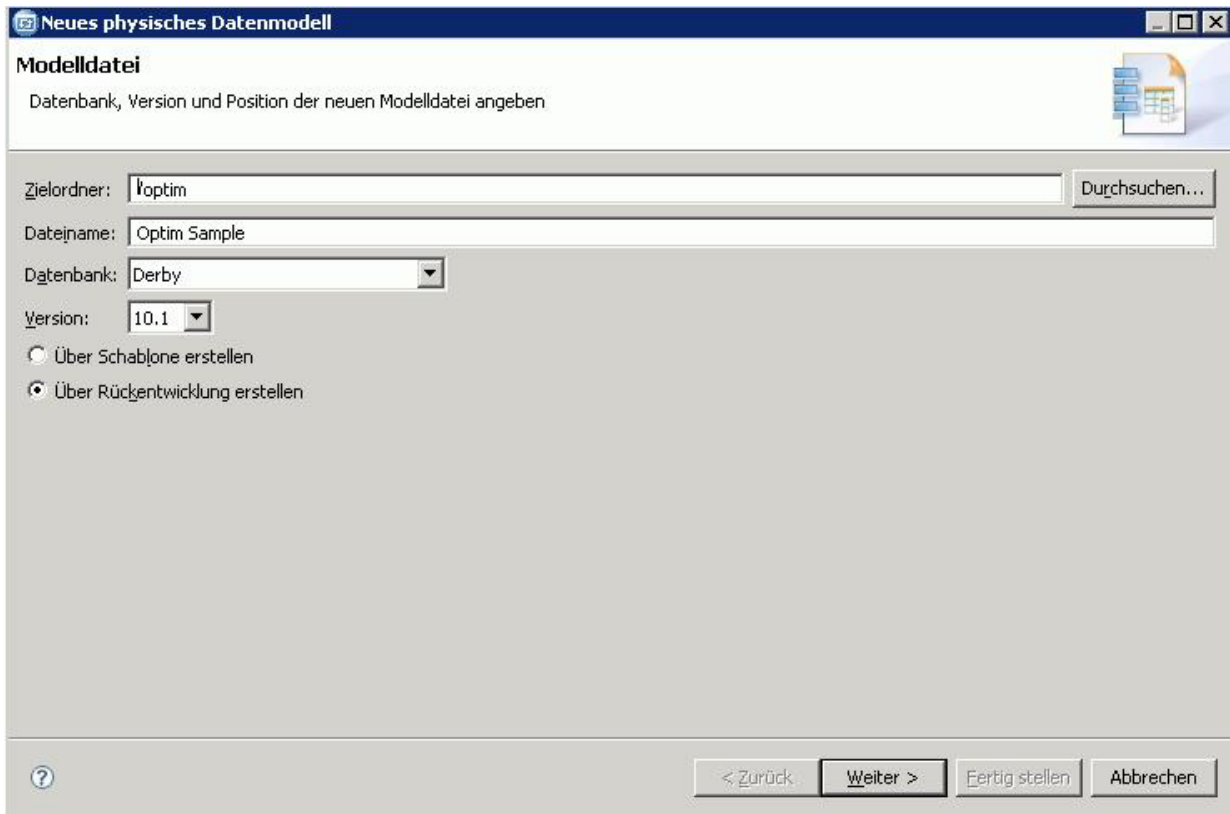 Neues physisches Datenmodell
Modelldatei
Datenbank, Version und Position der neuen Modelldatei angeben
Zielordner: /optim Durchsuchen...
Dateiname: Optim Sample
Datenbank: Derby
Version: 10.1
Über Schablone erstellen
Über Rückentwicklung erstellen
? < Zurück Weiter > Fertig stellen Abbrechen